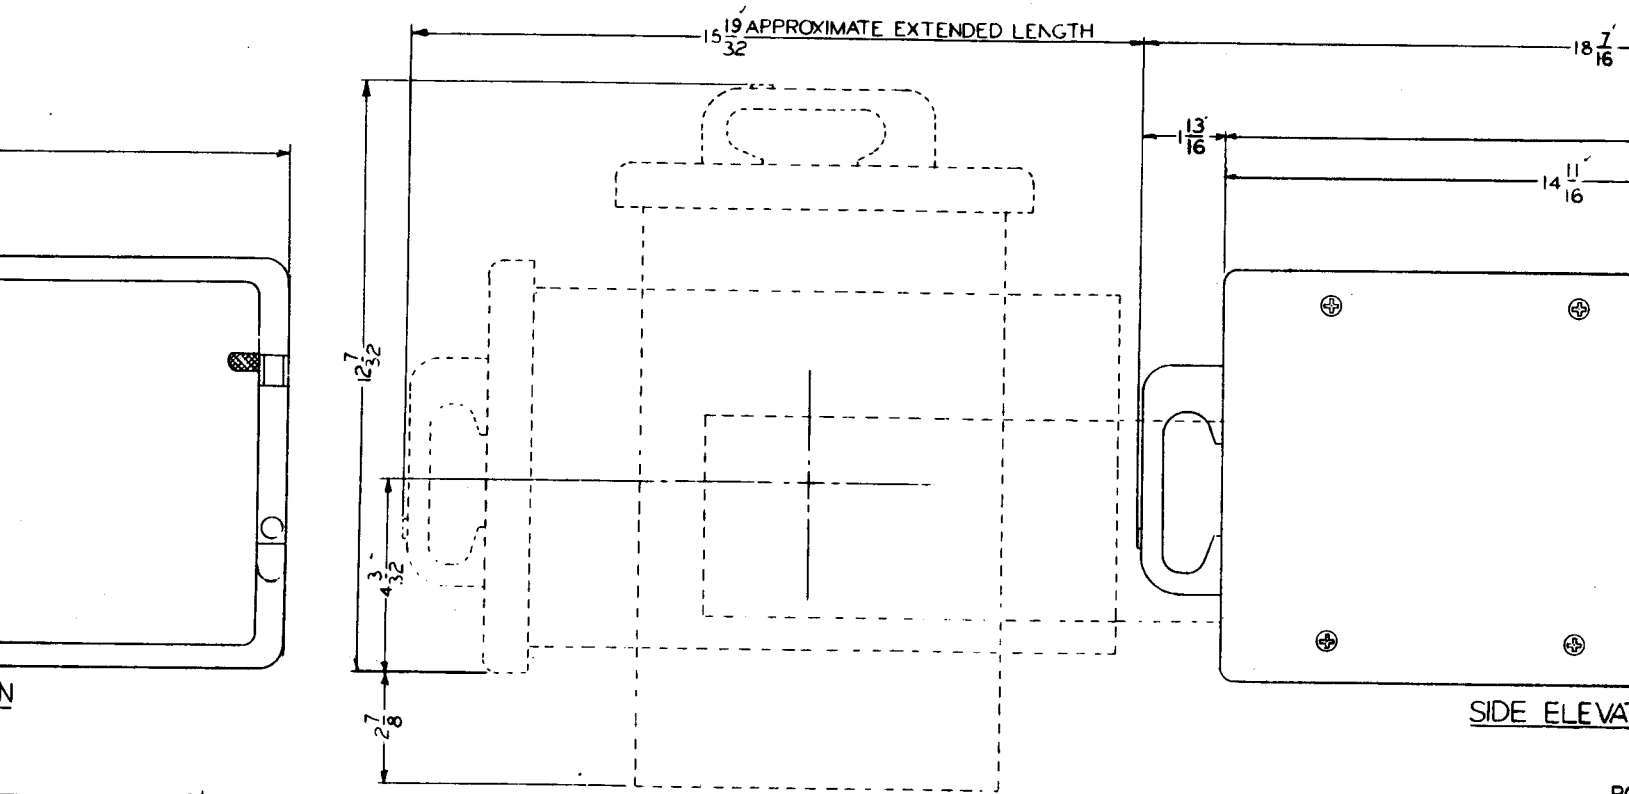 15 19/32 APPROXIMATE EXTENDED LENGTH
18 7/16
1 13/16
14 11/16
12 7/32
4 3/32
2 7/8
N
SIDE ELEVAT